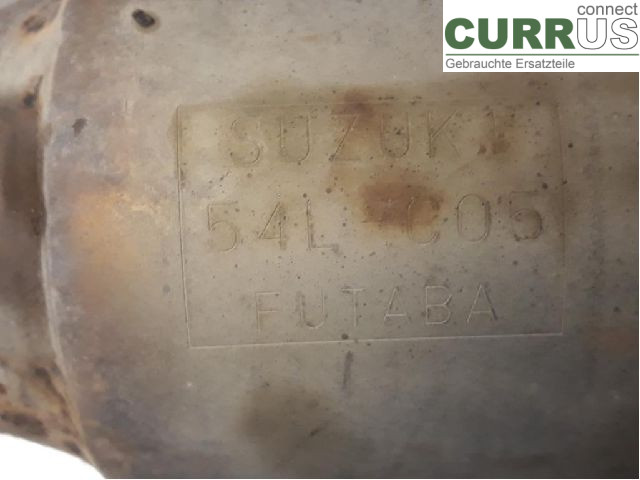 connect
CURRUS
Gebrauchte Ersatzteile
SUZUKI
54L-C05
FUTABA